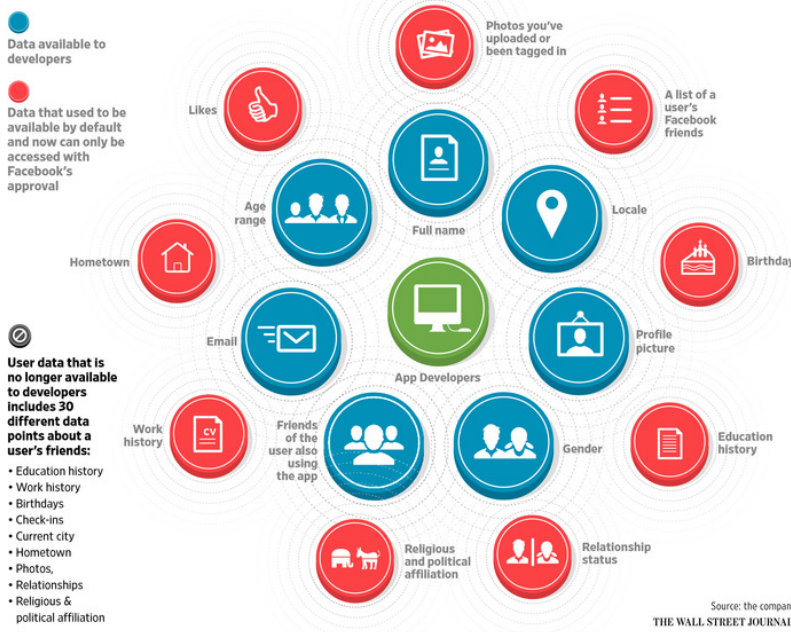 Data available to
developers
Data that used to be
available by default
and now can only be
accessed with
Facebook's
approval
Photos you've
uploaded or
been tagged in
Likes
A list of a
user's
Facebook
friends
Age
range
Full name
Locale
Hometown
Birthday
Email
App Developers
Profile
picture
User data that is
no longer available
to developers
includes 30
different data
points about a
user's friends:
• Education history
• Work history
• Birthdays
• Check-ins
• Current city
• Hometown
• Photos,
• Relationships
• Religious &
political affiliation
Work
history
CV
Friends
of the
user also
using
the app
Gender
Education
history
Religious
and political
affiliation
Relationship
status
Source: the compan
THE WALL STREET JOURNAL